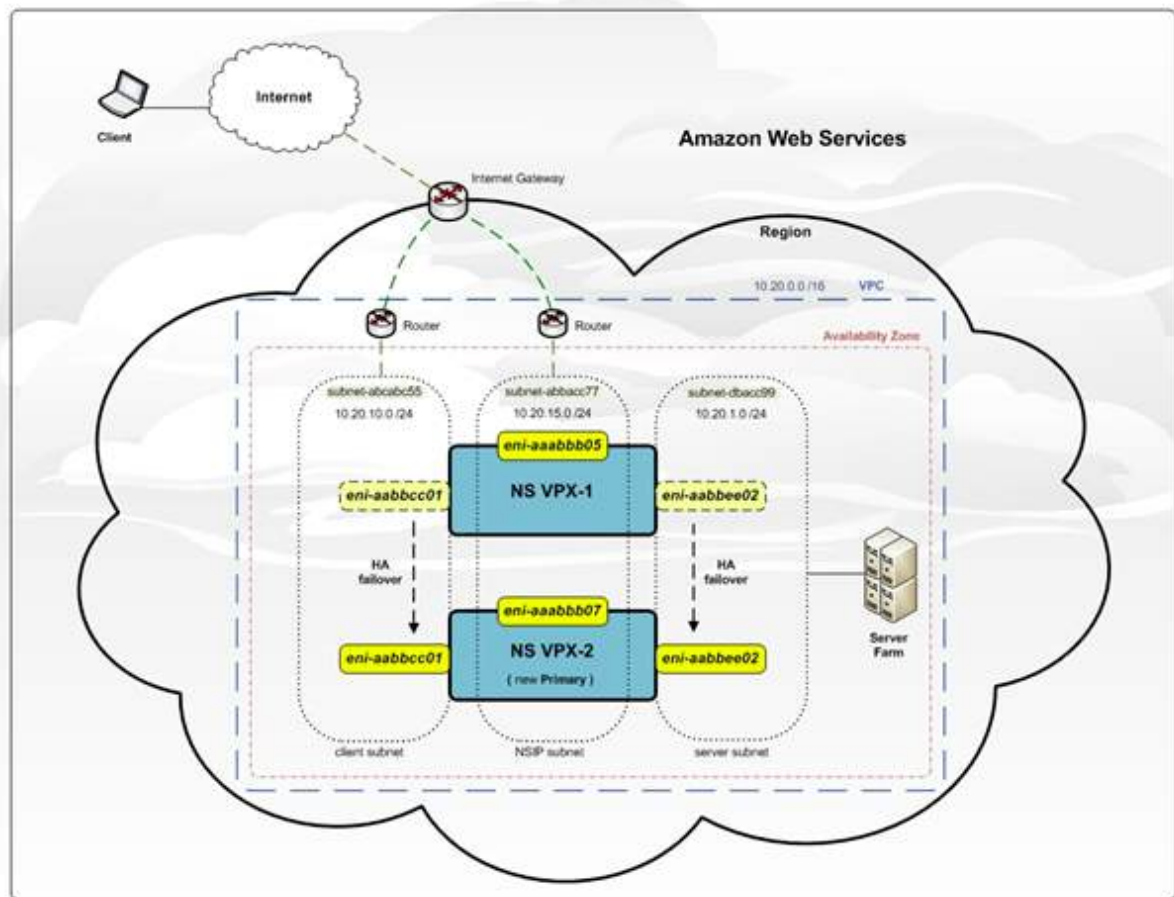 Internet
Client
Amazon Web Services
Internet Gateway
Region
10.20.0.0 /16 VPC
Router
Router
Availability Zone
subnet-abcabc55
10.20.10.0 /24
subnet-abbacc77
10.20.15.0 /24
subnet-dbacc99
10.20.1.0 /24
eni-aaabbb05
NS VPX-1
eni-aabbcc01
eni-aabbee02
HA
failover
HA
failover
eni-aaabbb07
NS VPX-2
( new Primary )
eni-aabbcc01
eni-aabbee02
Server
Farm
client subnet
NSIP subnet
server subnet